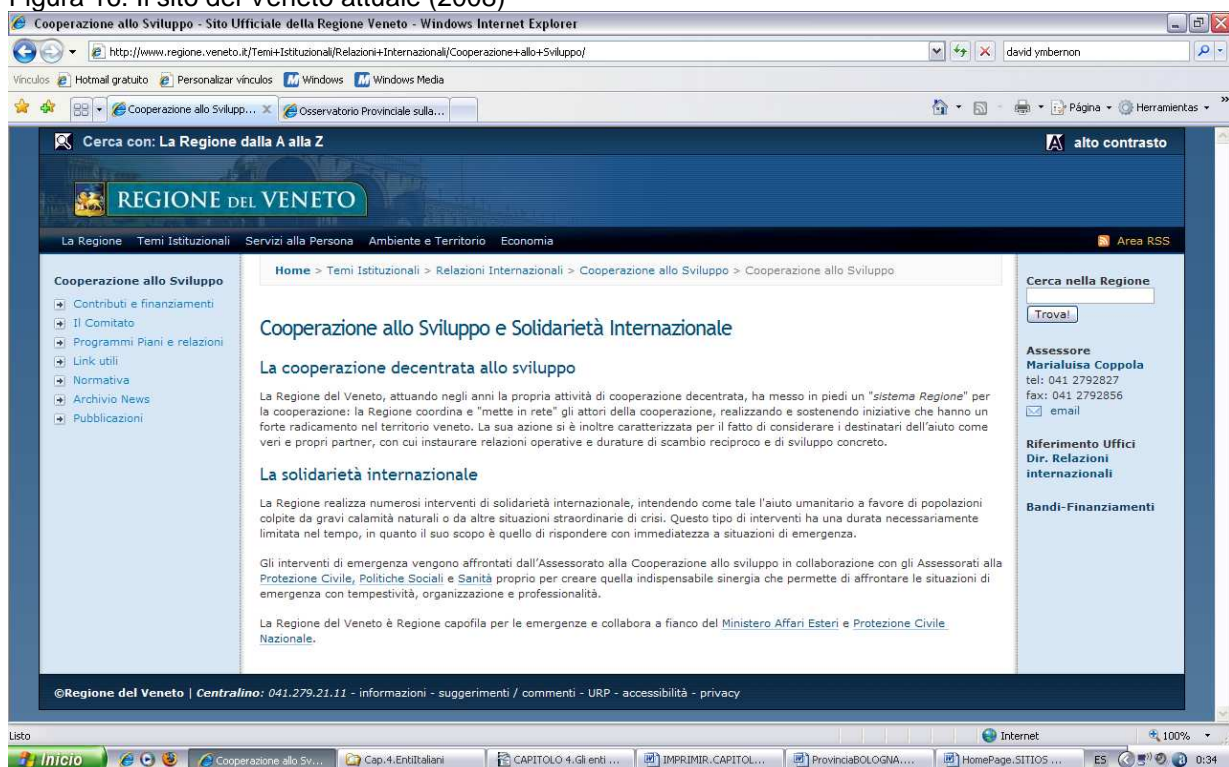 Figura 16. Il sito del Veneto attuale (2008)
Cooperazione allo Sviluppo - Sito Ufficiale della Regione Veneto - Windows Internet Explorer
http://www.regione.veneto.it/Temi+Istituzionali/Relazioni+Internazionali/Cooperazione+allo+Sviluppo/
david ymbernon
Vínculos Hotmail gratuito Personalizar vínculos Windows Windows Media
Cooperazione allo Svilupp... Osservatorio Provinciale sulla... Página Herramientas
Cerca con: La Regione dalla A alla Z
alto contrasto
REGIONE DEL VENETO
La Regione Temi Istituzionali Servizi alla Persona Ambiente e Territorio Economia
Area RSS
Cooperazione allo Sviluppo
Contributi e finanziamenti
Il Comitato
Programmi Piani e relazioni
Link utili
Normativa
Archivio News
Pubblicazioni
Home > Temi Istituzionali > Relazioni Internazionali > Cooperazione allo Sviluppo > Cooperazione allo Sviluppo
Cooperazione allo Sviluppo e Solidarietà Internazionale
La cooperazione decentrata allo sviluppo
La Regione del Veneto, attuando negli anni la propria attività di cooperazione decentrata, ha messo in piedi un "sistema Regione" per
la cooperazione: la Regione coordina e "mette in rete" gli attori della cooperazione, realizzando e sostenendo iniziative che hanno un
forte radicamento nel territorio veneto. La sua azione si è inoltre caratterizzata per il fatto di considerare i destinatari dell'aiuto come
veri e propri partner, con cui instaurare relazioni operative e durature di scambio reciproco e di sviluppo concreto.
La solidarietà internazionale
La Regione realizza numerosi interventi di solidarietà internazionale, intendendo come tale l'aiuto umanitario a favore di popolazioni
colpite da gravi calamità naturali o da altre situazioni straordinarie di crisi. Questo tipo di interventi ha una durata necessariamente
limitata nel tempo, in quanto il suo scopo è quello di rispondere con immediatezza a situazioni di emergenza.
Gli interventi di emergenza vengono affrontati dall'Assessorato alla Cooperazione allo sviluppo in collaborazione con gli Assessorati alla
Protezione Civile, Politiche Sociali e Sanità proprio per creare quella indispensabile sinergia che permette di affrontare le situazioni di
emergenza con tempestività, organizzazione e professionalità.
La Regione del Veneto è Regione capofila per le emergenze e collabora a fianco del Ministero Affari Esteri e Protezione Civile
Nazionale.
Cerca nella Regione
Trova!
Assessore
Marialuisa Coppola
tel: 041 2792827
fax: 041 2792856
email
Riferimento Uffici
Dir. Relazioni
internazionali
Bandi-Finanziamenti
©Regione del Veneto | Centralino: 041.279.21.11 - informazioni - suggerimenti / commenti - URP - accessibilità - privacy
Listo
Internet
100%
Inicio Cooperazione allo Sv... Cap.4.EntiItaliani CAPITOLO 4.Gli enti ... IMPRIMIR.CAPITOL... ProvinciaBOLOGNA.... HomePage.SITIOS ... ES 0:34